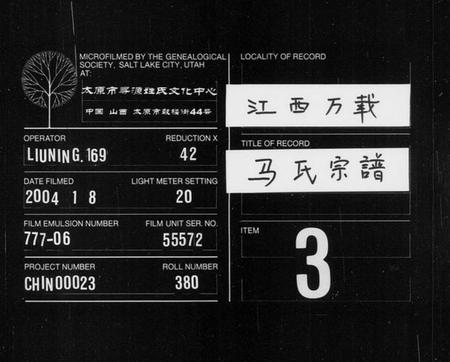 MICROFILMED BY THE GENEALOGICAL
SOCIETY, SALT LAKE CITY, UTAH
AT:
太原市寻源姓氏文化中心
中国 山西 太原市鼓楼街44号
OPERATOR
LIUNING.169
REDUCTION X
42
DATE FILMED
2004 1 8
LIGHT METER SETTING
20
FILM EMULSION NUMBER
777-06
FILM UNIT SER. NO.
55572
PROJECT NUMBER
CHIN00023
ROLL NUMBER
380
LOCALITY OF RECORD
江西万载
TITLE OF RECORD
马氏宗譜
ITEM
3